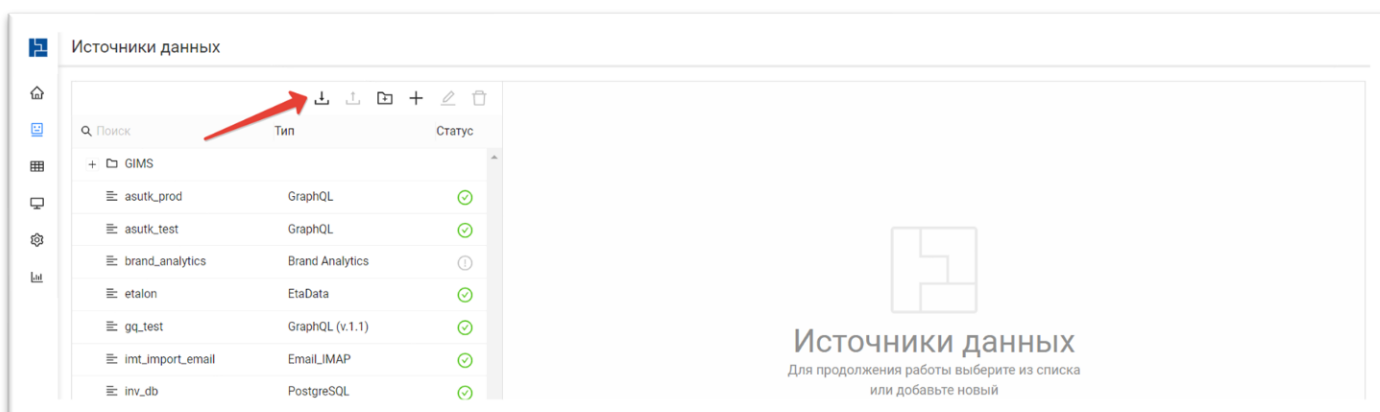 Источники данных
Поиск Тип Статус
GIMS
asutk_prod GraphQL
asutk_test GraphQL
brand_analytics Brand Analytics
etalon EtaData
gq_test GraphQL (v.1.1)
imt_import_email Email_IMAP
inv_db PostgreSQL
Источники данных
Для продолжения работы выберите из списка
или добавьте новый